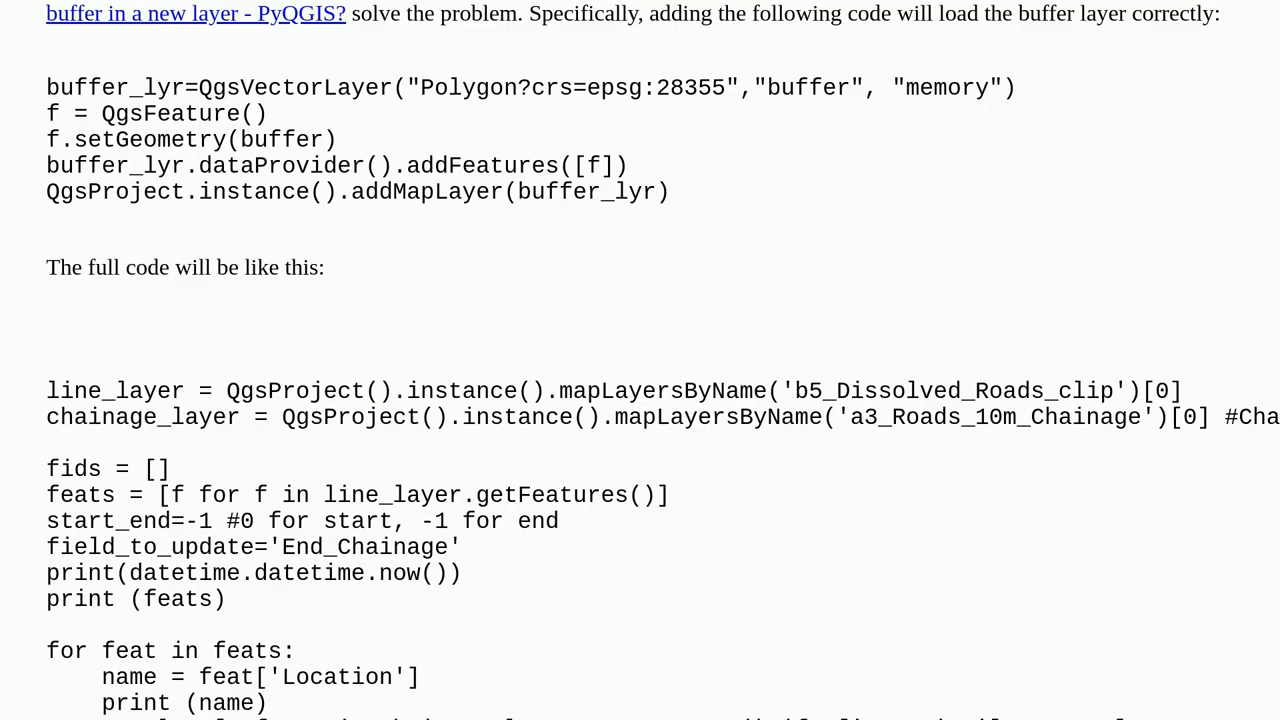 buffer in a new layer - PyQGIS? solve the problem. Specifically, adding the following code will load the buffer layer correctly:
buffer_lyr=QgsVectorLayer("Polygon?crs=epsg:28355","buffer", "memory")
f = QgsFeature()
f.setGeometry(buffer)
buffer_lyr.dataProvider().addFeatures([f])
QgsProject.instance().addMapLayer(buffer_lyr)
The full code will be like this:
line_layer = QgsProject().instance().mapLayersByName('b5_Dissolved_Roads_clip')[0]
chainage_layer = QgsProject().instance().mapLayersByName('a3_Roads_10m_Chainage')[0] #Cha
fids = []
feats = [f for f in line_layer.getFeatures()]
start_end=-1 #0 for start, -1 for end
field_to_update='End_Chainage'
print(datetime.datetime.now())
print (feats)
for feat in feats:
    name = feat['Location']
    print (name)